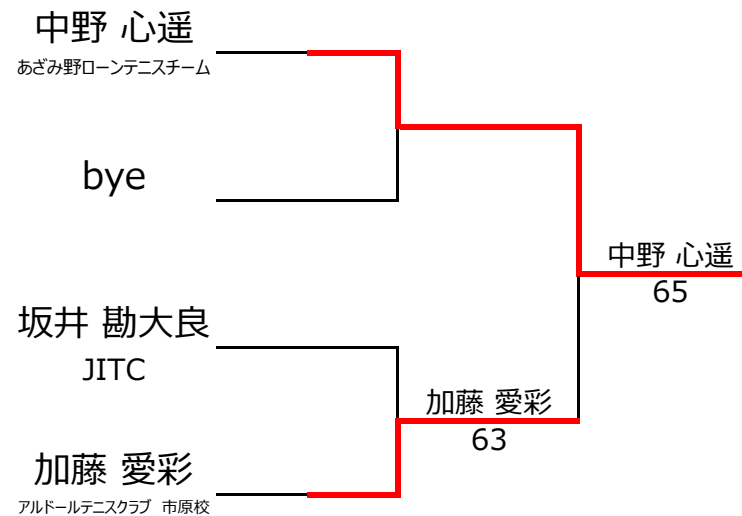 中野 心遥
あざみ野ローンテニスチーム
bye
中野 心遥
65
坂井 勘大良
JITC
加藤 愛彩
63
加藤 愛彩
アルドールテニスクラブ 市原校